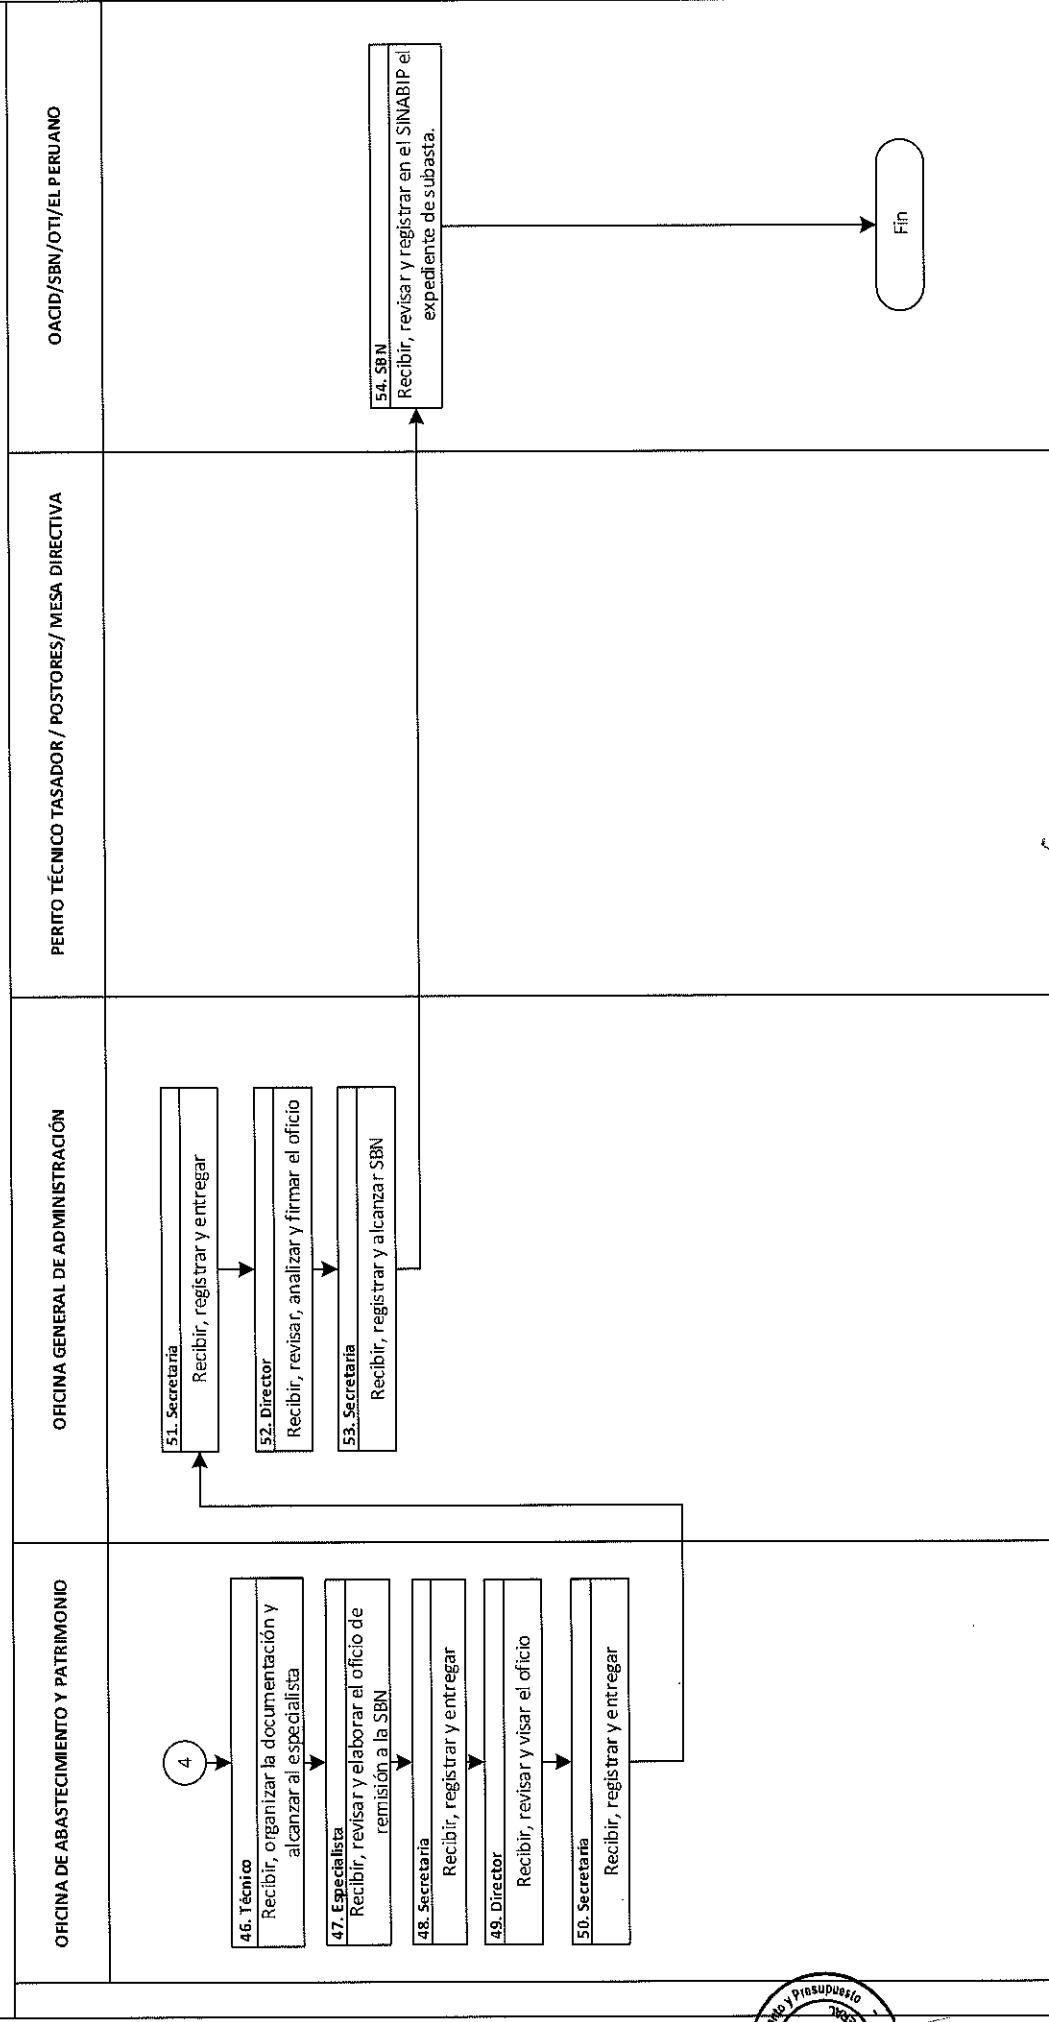 OFICINA DE ABASTECIMIENTO Y PATRIMONIO
OFICINA GENERAL DE ADMINISTRACIÓN
PERITO TÉCNICO TASADOR / POSTORES/ MESA DIRECTIVA
OACID/SBN/OTI/EL PERUANO
4
46. Técnico
Recibir, organizar la documentación y
alcanzar al especialista
47. Especialista
Recibir, revisar y elaborar el oficio de
remisión a la SBN
48. Secretaria
Recibir, registrar y entregar
49. Director
Recibir, revisar y visar el oficio
50. Secretaria
Recibir, registrar y entregar
51. Secretaria
Recibir, registrar y entregar
52. Director
Recibir, revisar, analizar y firmar el oficio
53. Secretaria
Recibir, registrar y alcanzar SBN
54. SBN
Recibir, revisar y registrar en el SINABIP el
expediente de subasta.
Fin
y Presupuesto